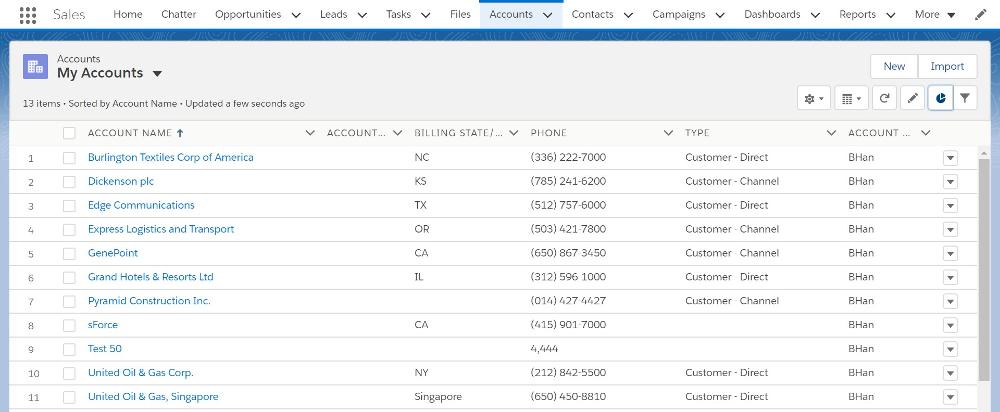 Sales Home Chatter Opportunities Leads Tasks Files Accounts Contacts Campaigns Dashboards Reports More
Accounts
My Accounts
New Import
13 items • Sorted by Account Name • Updated a few seconds ago
ACCOUNT NAME ACCOUNT... BILLING STATE/... PHONE TYPE ACCOUNT ...
1 Burlington Textiles Corp of America NC (336) 222-7000 Customer - Direct BHan
2 Dickenson plc KS (785) 241-6200 Customer - Channel BHan
3 Edge Communications TX (512) 757-6000 Customer - Direct BHan
4 Express Logistics and Transport OR (503) 421-7800 Customer - Channel BHan
5 GenePoint CA (650) 867-3450 Customer - Channel BHan
6 Grand Hotels & Resorts Ltd IL (312) 596-1000 Customer - Direct BHan
7 Pyramid Construction Inc. (014) 427-4427 Customer - Channel BHan
8 sForce CA (415) 901-7000 BHan
9 Test 50 4,444 BHan
10 United Oil & Gas Corp. NY (212) 842-5500 Customer - Direct BHan
11 United Oil & Gas, Singapore Singapore (650) 450-8810 Customer - Direct BHan